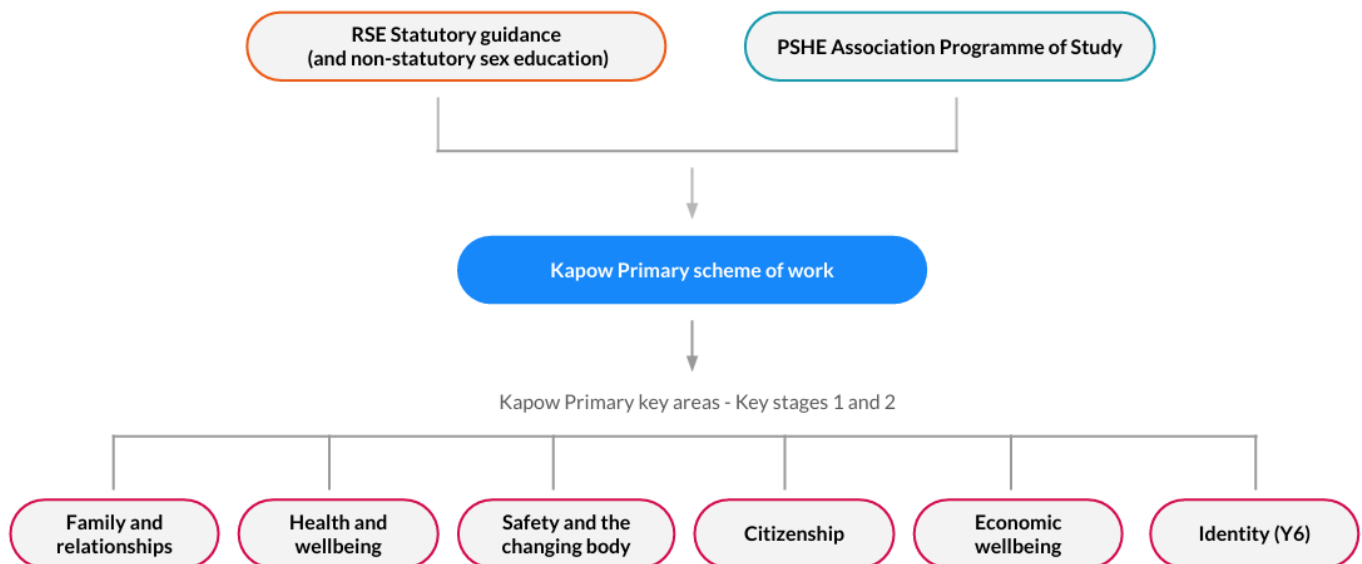 RSE Statutory guidance
(and non-statutory sex education)
PSHE Association Programme of Study
Kapow Primary scheme of work
Kapow Primary key areas - Key stages 1 and 2
Family and
relationships
Health and
wellbeing
Safety and the
changing body
Citizenship
Economic
wellbeing
Identity (Y6)